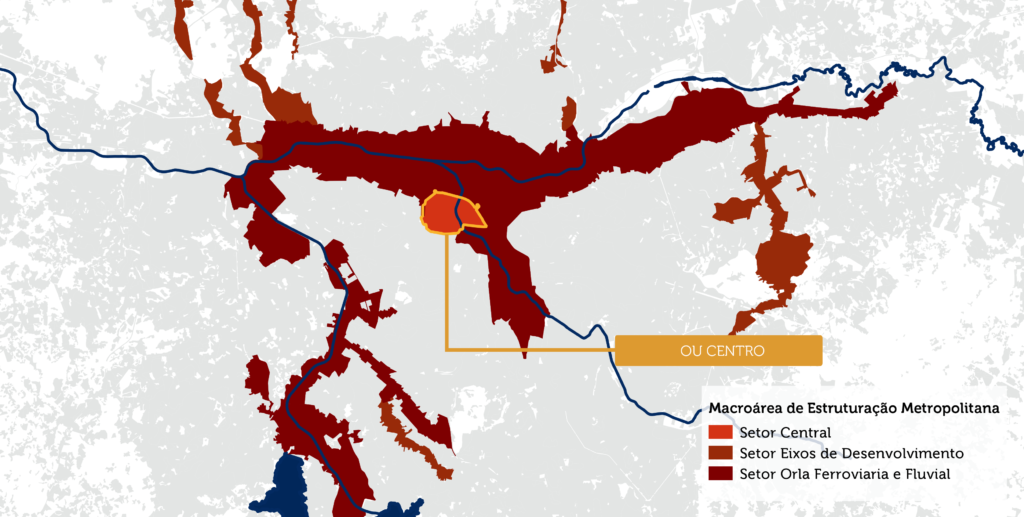 OU CENTRO
Macroárea de Estruturação Metropolitana
Setor Central
Setor Eixos de Desenvolvimento
Setor Orla Ferroviaria e Fluvial